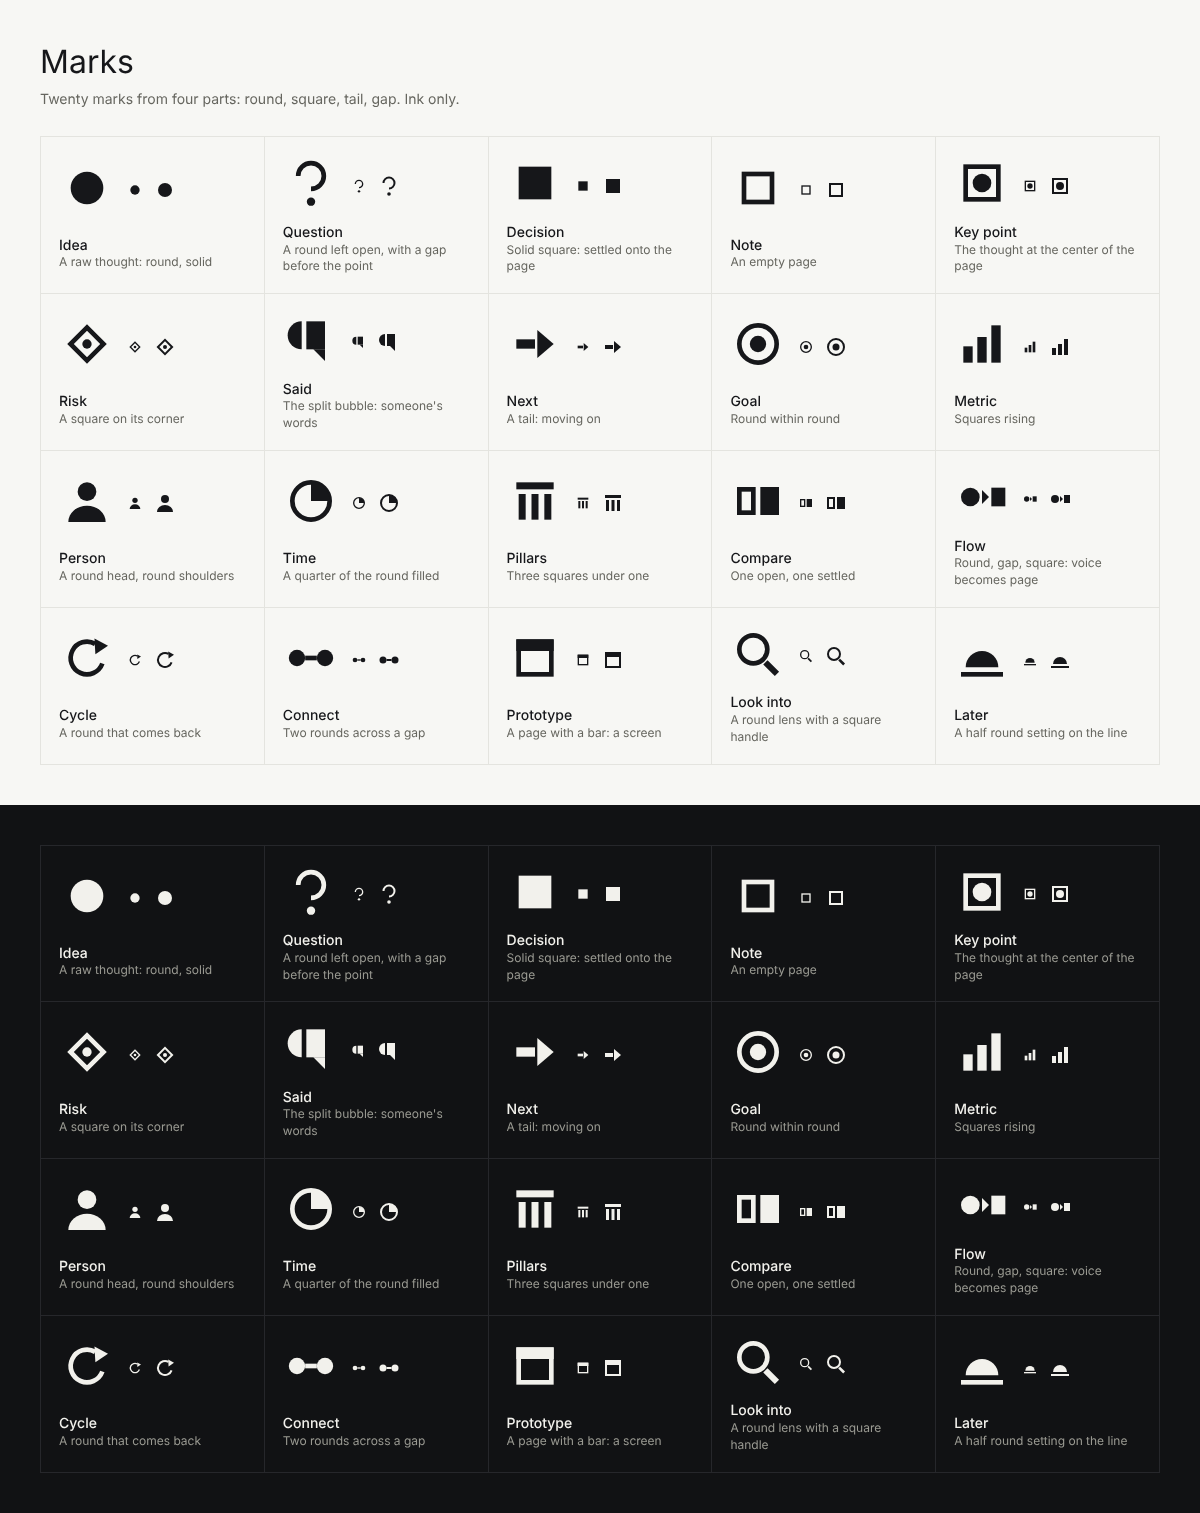 Marks
Twenty marks from four parts: round, square, tail, gap. Ink only.
Idea
A raw thought: round, solid
Question
A round left open, with a gap
before the point
Decision
Solid square: settled onto the
page
Note
An empty page
Key point
The thought at the center of the
page
Risk
A square on its corner
Said
The split bubble: someone's
words
Next
A tail: moving on
Goal
Round within round
Metric
Squares rising
Person
A round head, round shoulders
Time
A quarter of the round filled
Pillars
Three squares under one
Compare
One open, one settled
Flow
Round, gap, square: voice
becomes page
Cycle
A round that comes back
Connect
Two rounds across a gap
Prototype
A page with a bar: a screen
Look into
A round lens with a square
handle
Later
A half round setting on the line
Idea
A raw thought: round, solid
Question
A round left open, with a gap
before the point
Decision
Solid square: settled onto the
page
Note
An empty page
Key point
The thought at the center of the
page
Risk
A square on its corner
Said
The split bubble: someone's
words
Next
A tail: moving on
Goal
Round within round
Metric
Squares rising
Person
A round head, round shoulders
Time
A quarter of the round filled
Pillars
Three squares under one
Compare
One open, one settled
Flow
Round, gap, square: voice
becomes page
Cycle
A round that comes back
Connect
Two rounds across a gap
Prototype
A page with a bar: a screen
Look into
A round lens with a square
handle
Later
A half round setting on the line